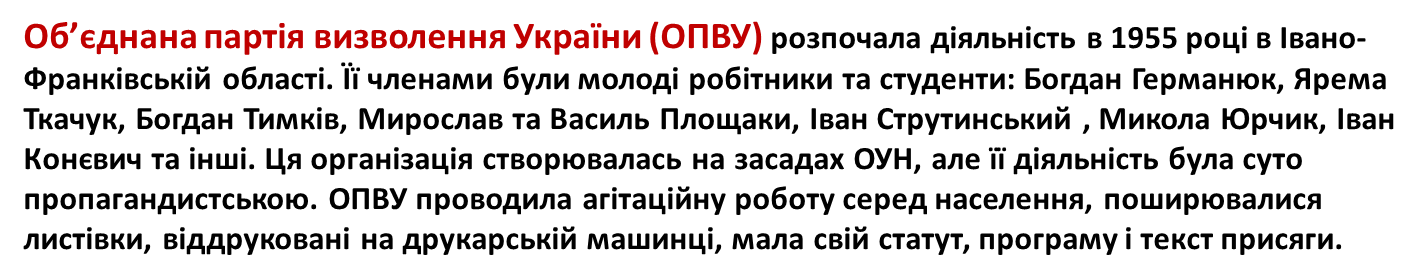 Об’єднана партія визволення України (ОПВУ) розпочала діяльність в 1955 році в Івано-
Франківській області. Її членами були молоді робітники та студенти: Богдан Германюк, Ярема
Ткачук, Богдан Тимків, Мирослав та Василь Площаки, Іван Струтинський , Микола Юрчик, Іван
Конєвич та інші. Ця організація створювалась на засадах ОУН, але її діяльність була суто
пропагандистською. ОПВУ проводила агітаційну роботу серед населення, поширювалися
листівки, віддруковані на друкарській машинці, мала свій статут, програму і текст присяги.